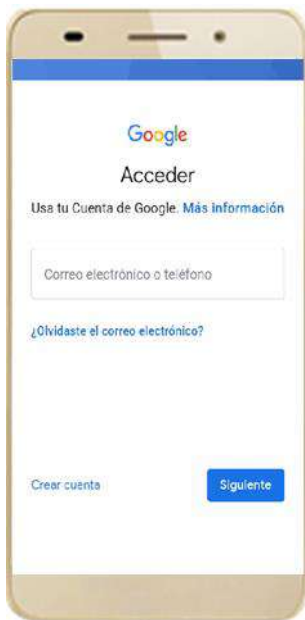 Google
Acceder
Usa tu Cuenta de Google. Más información
Correo electrónico o teléfono
¿Olvidaste el correo electrónico?
Crear cuenta
Siguiente